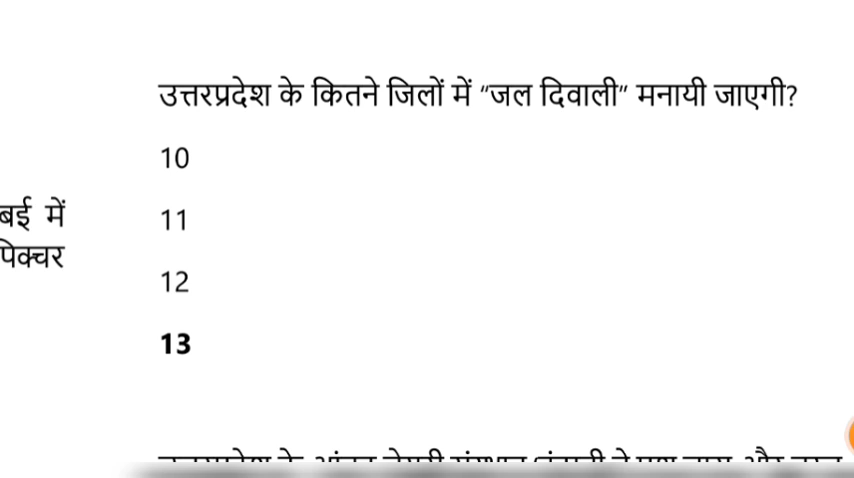 उत्तरप्रदेश के कितने जिलों में “जल दिवाली” मनायी जाएगी?
10
बई में
11
पिक्चर
12
13